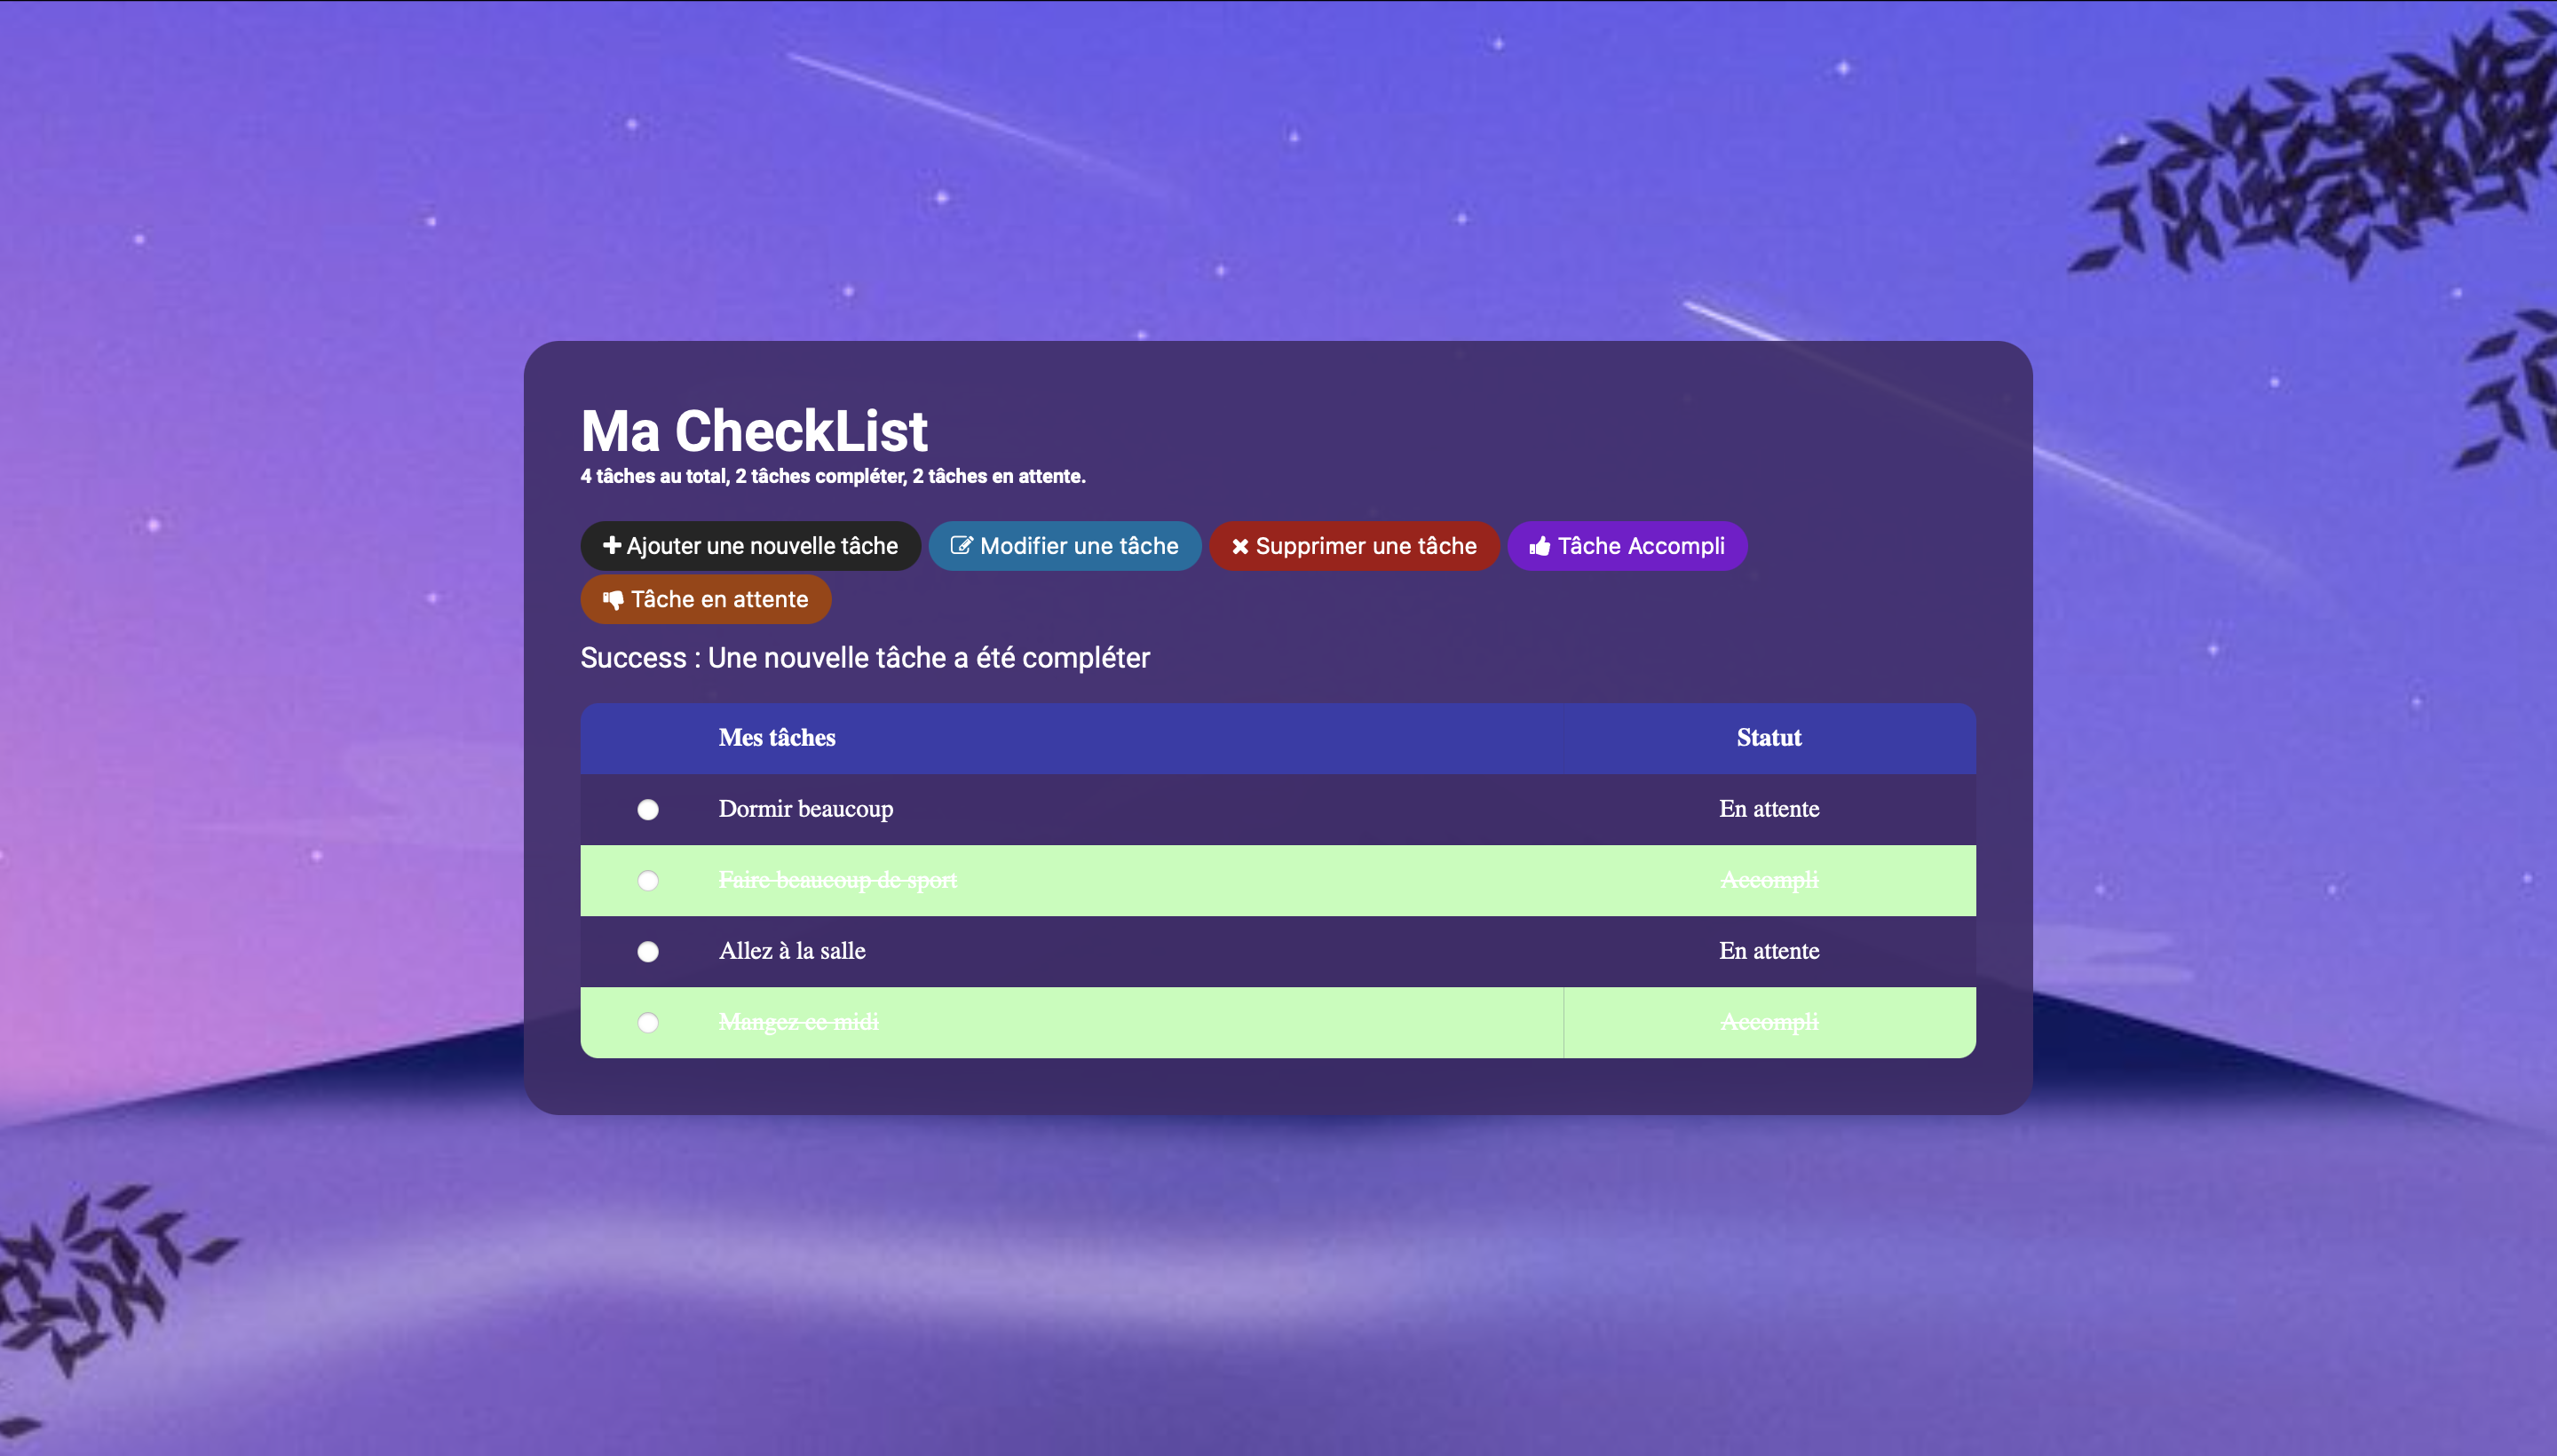 Ma CheckList
4 tâches au total, 2 tâches compléter, 2 tâches en attente.
Ajouter une nouvelle tâche Modifier une tâche Supprimer une tâche Tâche Accompli
Tâche en attente
Success : Une nouvelle tâche a été compléter
Mes tâches Statut
Dormir beaucoup En attente
Faire beaucoup de sport Accompli
Allez à la salle En attente
Mangez ce midi Accompli